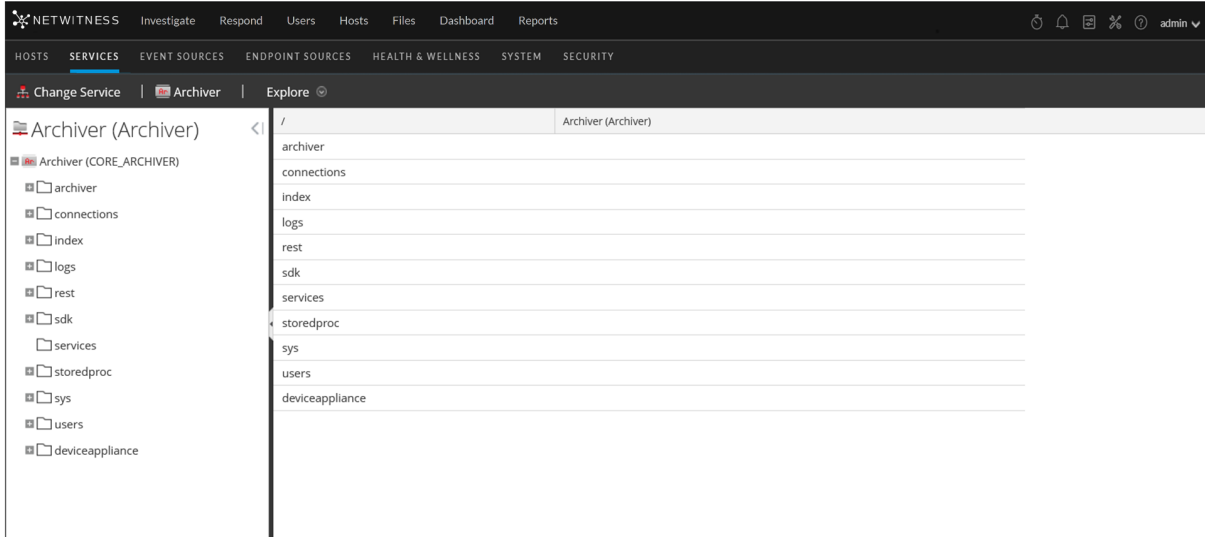 NETWITNESS Investigate Respond Users Hosts Files Dashboard Reports admin
HOSTS SERVICES EVENT SOURCES ENDPOINT SOURCES HEALTH & WELLNESS SYSTEM SECURITY
Change Service | Archiver | Explore
Archiver (Archiver)
Archiver (CORE_ARCHIVER)
archiver
connections
index
logs
rest
sdk
services
storedproc
sys
users
deviceappliance
/ Archiver (Archiver)
archiver
connections
index
logs
rest
sdk
services
storedproc
sys
users
deviceappliance